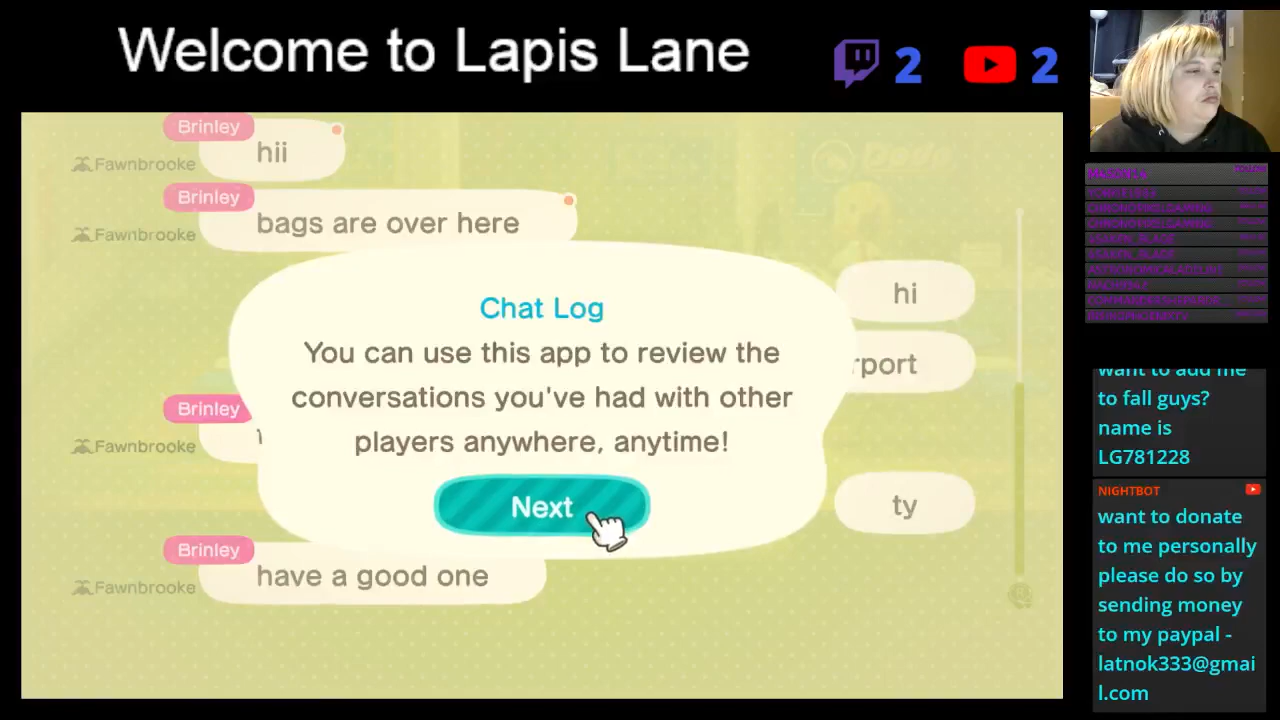 Welcome to Lapis Lane
2
2
Brinley
hii
Fawnbrooke
Brinley
bags are over here
Fawnbrooke
hi
rport
Chat Log
You can use this app to review the
conversations you've had with other
players anywhere, anytime!
Next
Brinley
Fawnbrooke
ty
Brinley
have a good one
Fawnbrooke
want to add me
to fall guys?
name is
LG781228
NIGHTBOT
want to donate
to me personally
please do so by
sending money
to my paypal -
latnok333@gmai
l.com